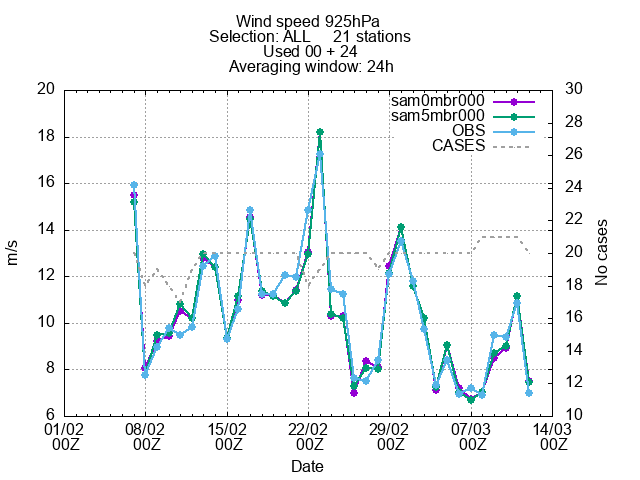 Wind speed 925hPa
Selection: ALL 21 stations
Used 00 + 24
Averaging window: 24h
20 30
sam0mbr000
sam5mbr000
OBS
CASES
18 28
26
16 24
22
14 20
12 18
16
10 14
8 12
6 10
m/s
No cases
01/02 08/02 15/02 22/02 29/02 07/03 14/03
00Z 00Z 00Z 00Z 00Z 00Z 00Z
Date